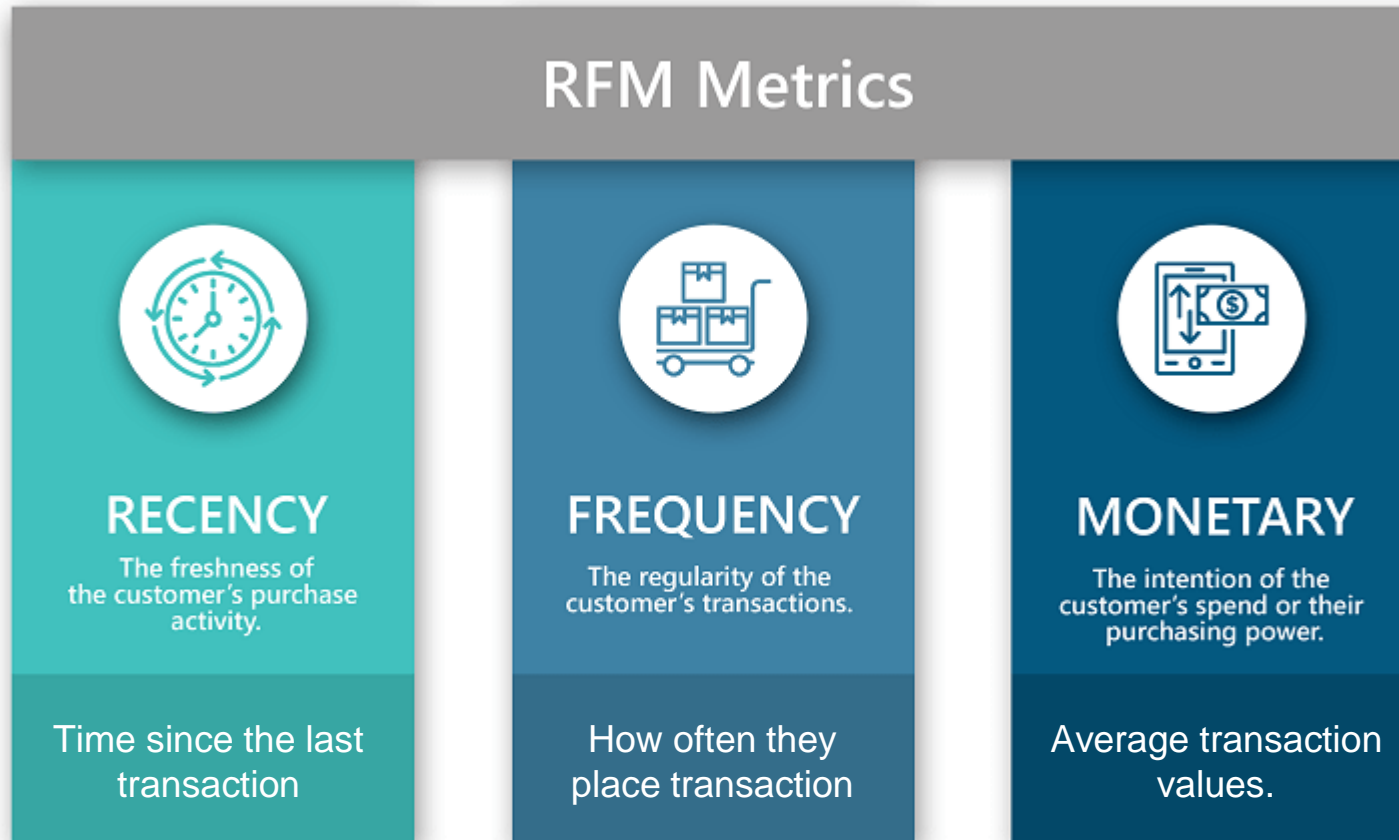 RFM Metrics
RECENCY
The freshness of
the customer's purchase
activity.
Time since the last
transaction
FREQUENCY
The regularity of the
customer's transactions.
How often they
place transaction
MONETARY
The intention of the
customer's spend or their
purchasing power.
Average transaction
values.
$